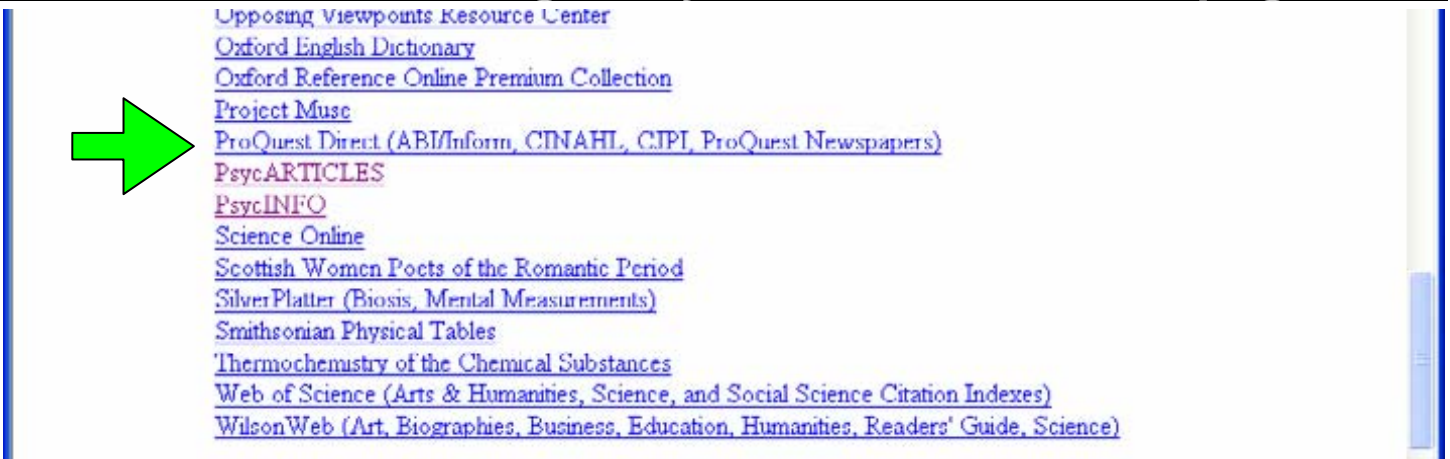 Opposing Viewpoints Resource Center
Oxford English Dictionary
Oxford Reference Online Premium Collection
Project Muse
ProQuest Direct (ABI/Inform, CINAHL, CJPI, ProQuest Newspapers)
PsycARTICLES
PsycINFO
Science Online
Scottish Women Poets of the Romantic Period
SilverPlatter (Biosis, Mental Measurements)
Smithsonian Physical Tables
Thermochemistry of the Chemical Substances
Web of Science (Arts & Humanities, Science, and Social Science Citation Indexes)
WilsonWeb (Art, Biographies, Business, Education, Humanities, Readers' Guide, Science)